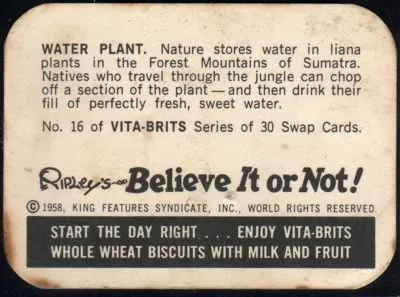 WATER PLANT. Nature stores water in liana
plants in the Forest Mountains of Sumatra.
Natives who travel through the jungle can chop
off a section of the plant — and then drink their
fill of perfectly fresh, sweet water.
No. 16 of VITA-BRITS Series of 30 Swap Cards.
Ripley's Believe It or Not!
© 1958, KING FEATURES SYNDICATE, INC., WORLD RIGHTS RESERVED.
START THE DAY RIGHT . . . ENJOY VITA-BRITS
WHOLE WHEAT BISCUITS WITH MILK AND FRUIT